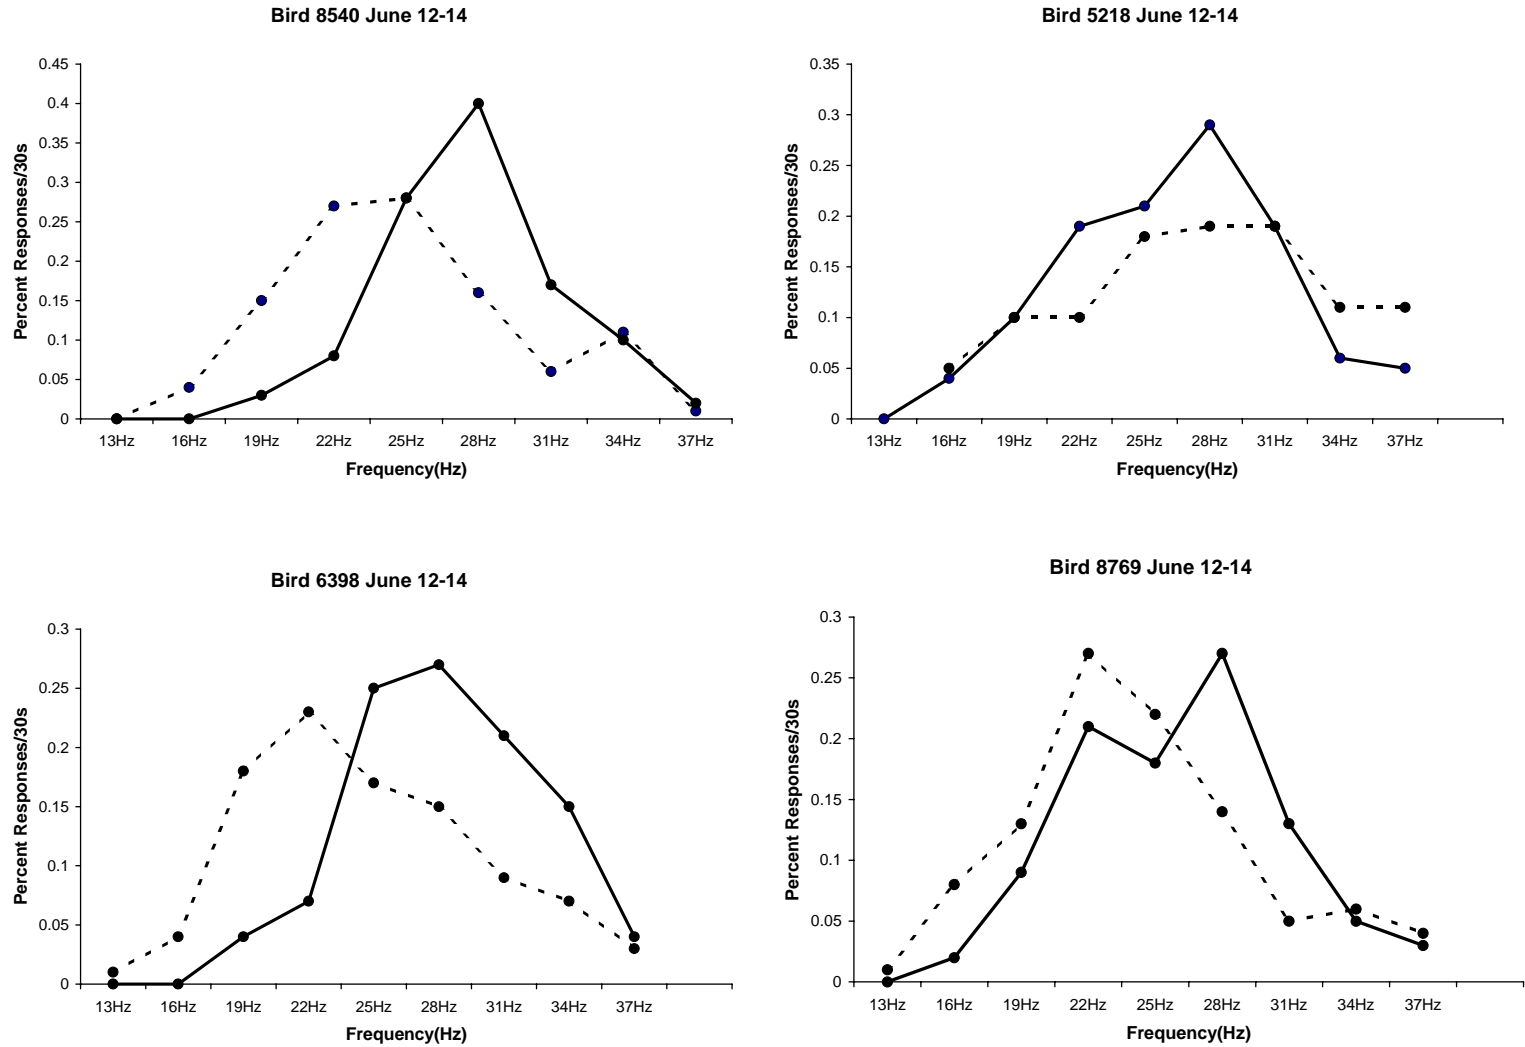 Bird 8540 June 12-14
0.45
0.4
0.35
0.3
0.25
0.2
0.15
0.1
0.05
0
Percent Responses/30s
13Hz 16Hz 19Hz 22Hz 25Hz 28Hz 31Hz 34Hz 37Hz
Frequency(Hz)
Bird 5218 June 12-14
0.35
0.3
0.25
0.2
0.15
0.1
0.05
0
Percent Responses/30s
13Hz 16Hz 19Hz 22Hz 25Hz 28Hz 31Hz 34Hz 37Hz
Frequency(Hz)
Bird 6398 June 12-14
0.3
0.25
0.2
0.15
0.1
0.05
0
Percent Responses/30s
13Hz 16Hz 19Hz 22Hz 25Hz 28Hz 31Hz 34Hz 37Hz
Frequency(Hz)
Bird 8769 June 12-14
0.3
0.25
0.2
0.15
0.1
0.05
0
Percent Responses/30s
13Hz 16Hz 19Hz 22Hz 25Hz 28Hz 31Hz 34Hz 37Hz
Frequency(Hz)